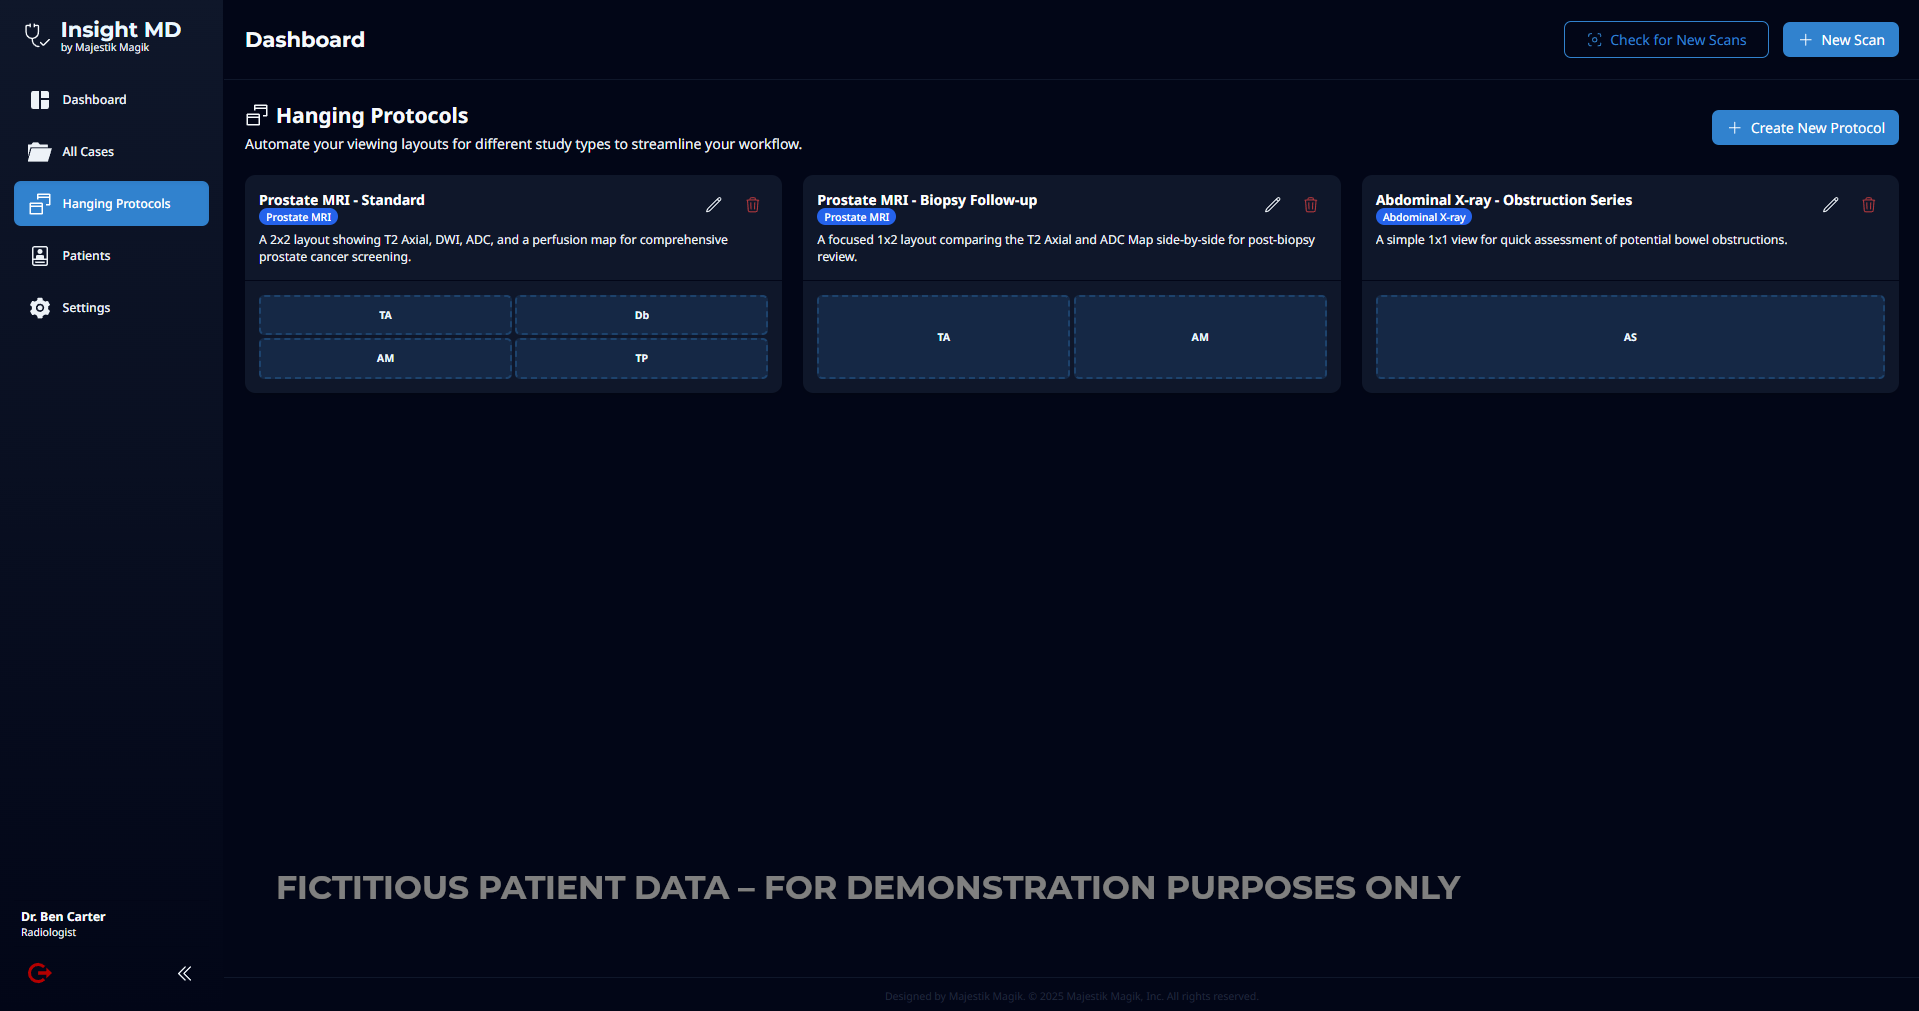 Insight MD
by Majestik Magik
Dashboard
All Cases
Hanging Protocols
Patients
Settings
Dr. Ben Carter
Radiologist
Dashboard
Check for New Scans
New Scan
Hanging Protocols
Automate your viewing layouts for different study types to streamline your workflow.
Create New Protocol
Prostate MRI - Standard
Prostate MRI
A 2x2 layout showing T2 Axial, DWI, ADC, and a perfusion map for comprehensive
prostate cancer screening.
TA
Db
AM
TP
Prostate MRI - Biopsy Follow-up
Prostate MRI
A focused 1x2 layout comparing the T2 Axial and ADC Map side-by-side for post-biopsy
review.
TA
AM
Abdominal X-ray - Obstruction Series
Abdominal X-ray
A simple 1x1 view for quick assessment of potential bowel obstructions.
AS
FICTITIOUS PATIENT DATA – FOR DEMONSTRATION PURPOSES ONLY
Designed by Majestik Magik. © 2025 Majestik Magik, Inc. All rights reserved.